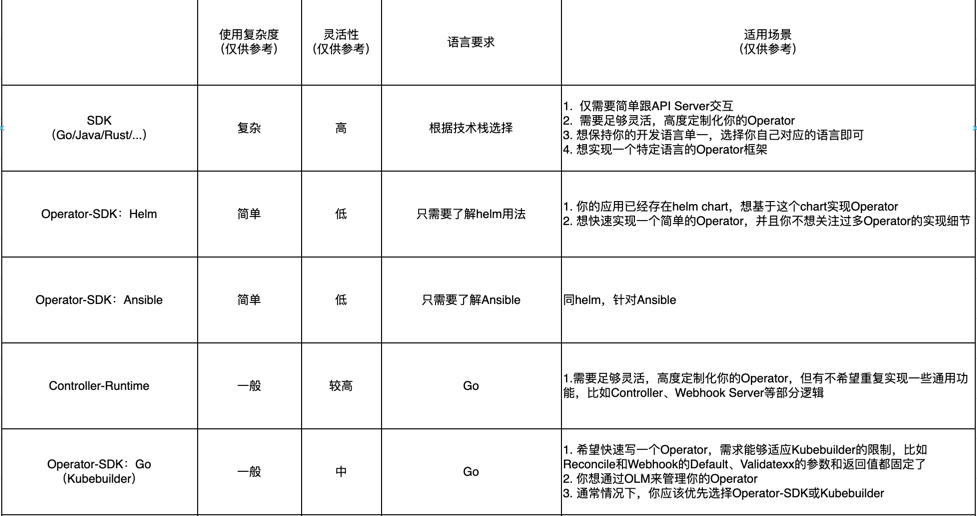 使用复杂度
（仅供参考）
灵活性
（仅供参考）
语言要求
适用场景
（仅供参考）
SDK
（Go/Java/Rust/...）
复杂
高
根据技术栈选择
1. 仅需要简单跟API Server交互
2. 需要足够灵活，高度定制化你的Operator
3. 想保持你的开发语言单一，选择你自己对应的语言即可
4. 想实现一个特定语言的Operator框架
Operator-SDK：Helm
简单
低
只需要了解helm用法
1. 你的应用已经存在helm chart，想基于这个chart实现Operator
2. 想快速实现一个简单的Operator，并且你不想关注过多Operator的实现细节
Operator-SDK：Ansible
简单
低
只需要了解Ansible
同helm，针对Ansible
Controller-Runtime
一般
较高
Go
1.需要足够灵活，高度定制化你的Operator，但有不希望重复实现一些通用功
能，比如Controller、Webhook Server等部分逻辑
Operator-SDK：Go
（Kubebuilder）
一般
中
Go
1. 希望快速写一个Operator，需求能够适应Kubebuilder的限制，比如
Reconcile和Webhook的Default、Validatexx的参数和返回值都固定了
2. 你想通过OLM来管理你的Operator
3. 通常情况下，你应该优先选择Operator-SDK或Kubebuilder